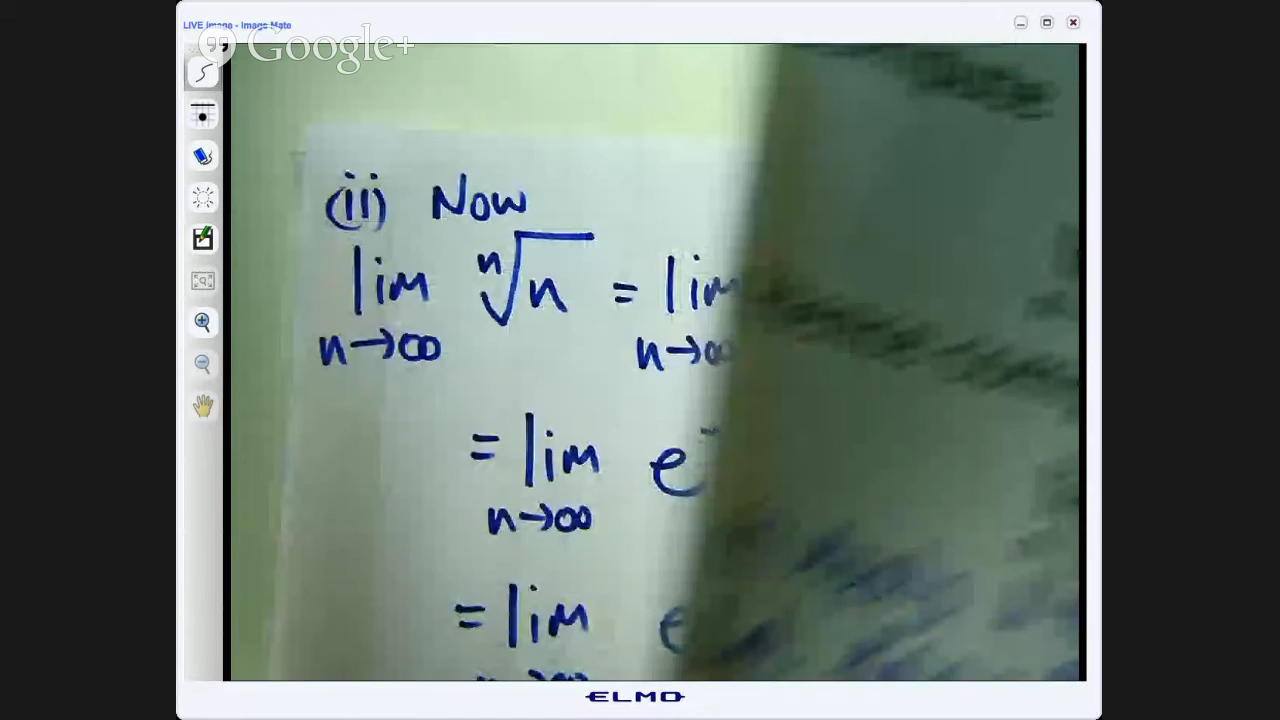 LIVE image - Image Mate
Google+
(ii) Now
lim n→∞ ⁿ√n = lim n→∞
= lim n→∞ e
= lim n→∞ e
ELMO